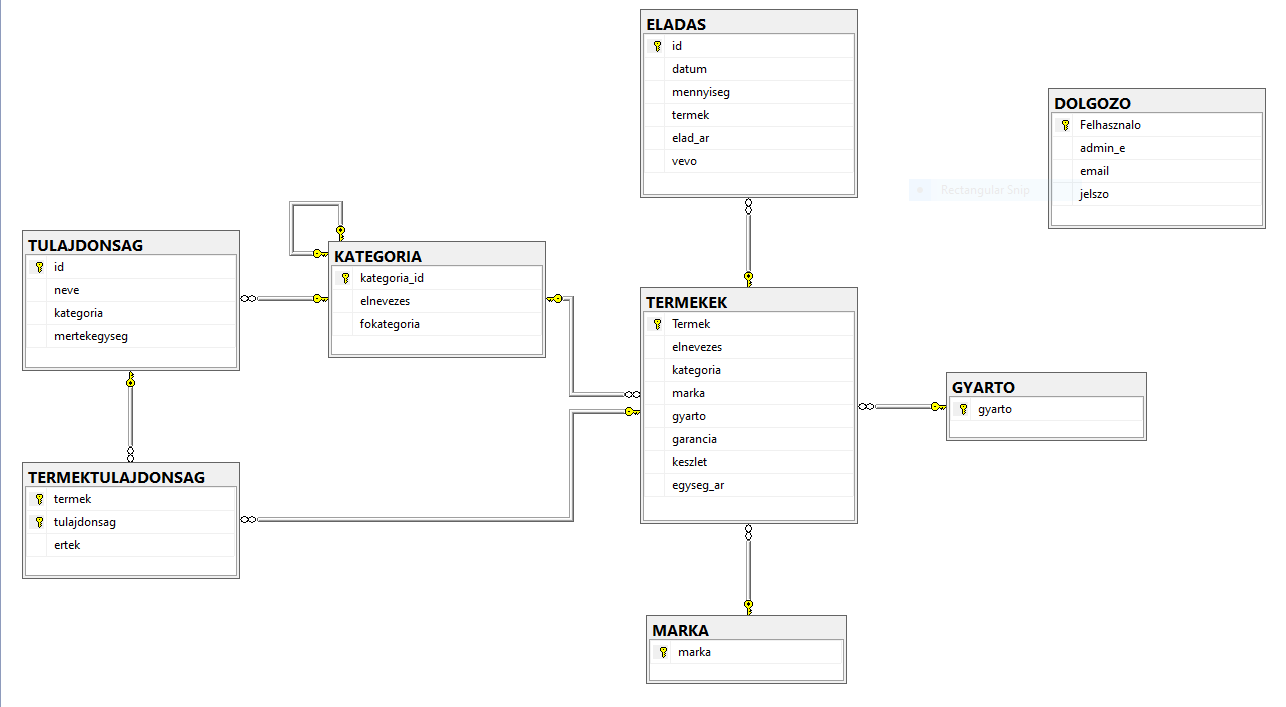 ELADAS
id
datum
mennyiseg
termek
elad_ar
vevo
DOLGOZO
Felhasznalo
admin_e
email
jelszo
Rectangular Snip
TULAJDONSAG
id
neve
kategoria
mertekegyseg
KATEGORIA
kategoria_id
elnevezes
fokategoria
TERMEKEK
Termek
elnevezes
kategoria
marka
gyarto
garancia
keszlet
egyseg_ar
GYARTO
gyarto
TERMEKTULAJDONSAG
termek
tulajdonsag
ertek
MARKA
marka